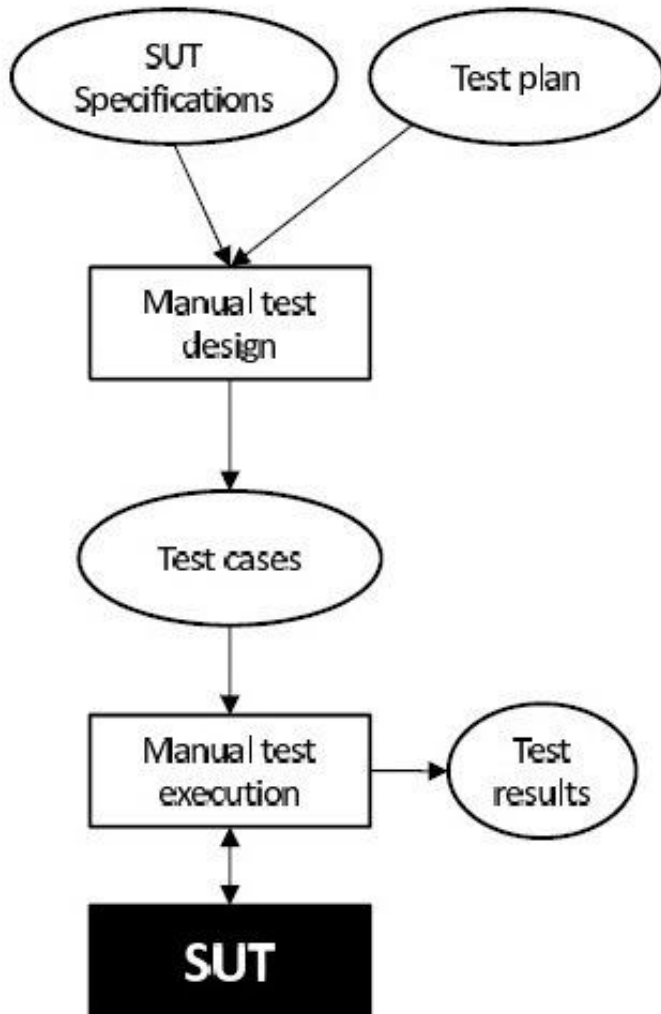 SUT
Specifications
Test plan
Manual test
design
Test cases
Manual test
execution
Test
results
SUT